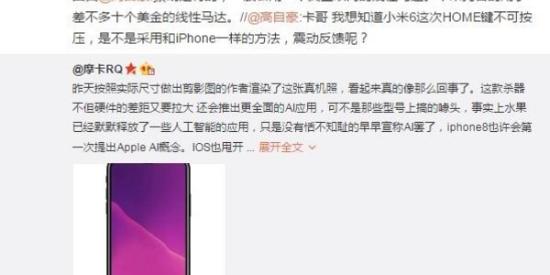 差不多十个美金的线性马达。//@高自豪:卡哥 我想知道小米6这次HOME键不可按
压，是不是采用和iPhone一样的方法，震动反馈呢？
@摩卡RQ
昨天按照实际尺寸做出剪影图的作者渲染了这张真机照，看起来真的像那么回事了。这款杀器
不但硬件的差距又要拉大 还会推出更全面的AI应用，可不是那些型号上搞的噱头，事实上水果
已经默默释放了一些人工智能的应用，只是没有恬不知耻的早早宣称AI罢了，iphone8也许会第
一次提出Apple AI概念。IOS也甩开 ... 展开全文